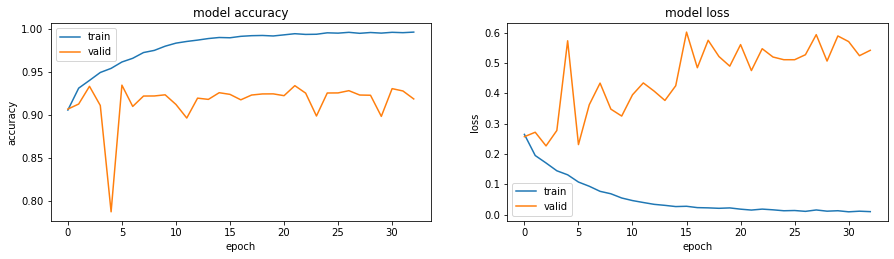 model accuracy
1.00
0.95
0.90
0.85
0.80
accuracy
train
valid
0 5 10 15 20 25 30
epoch
model loss
0.6
0.5
0.4
0.3
0.2
0.1
0.0
loss
train
valid
0 5 10 15 20 25 30
epoch